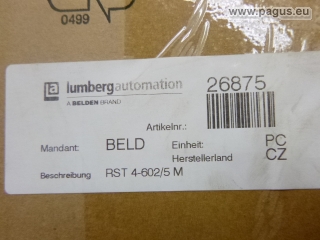 © www.pagus.eu
0499
la lumbergautomation
A BELDEN BRAND
26875
Artikelnr.:
Mandant: BELD Einheit: PC
Herstellerland CZ
Beschreibung RST 4-602/5 M